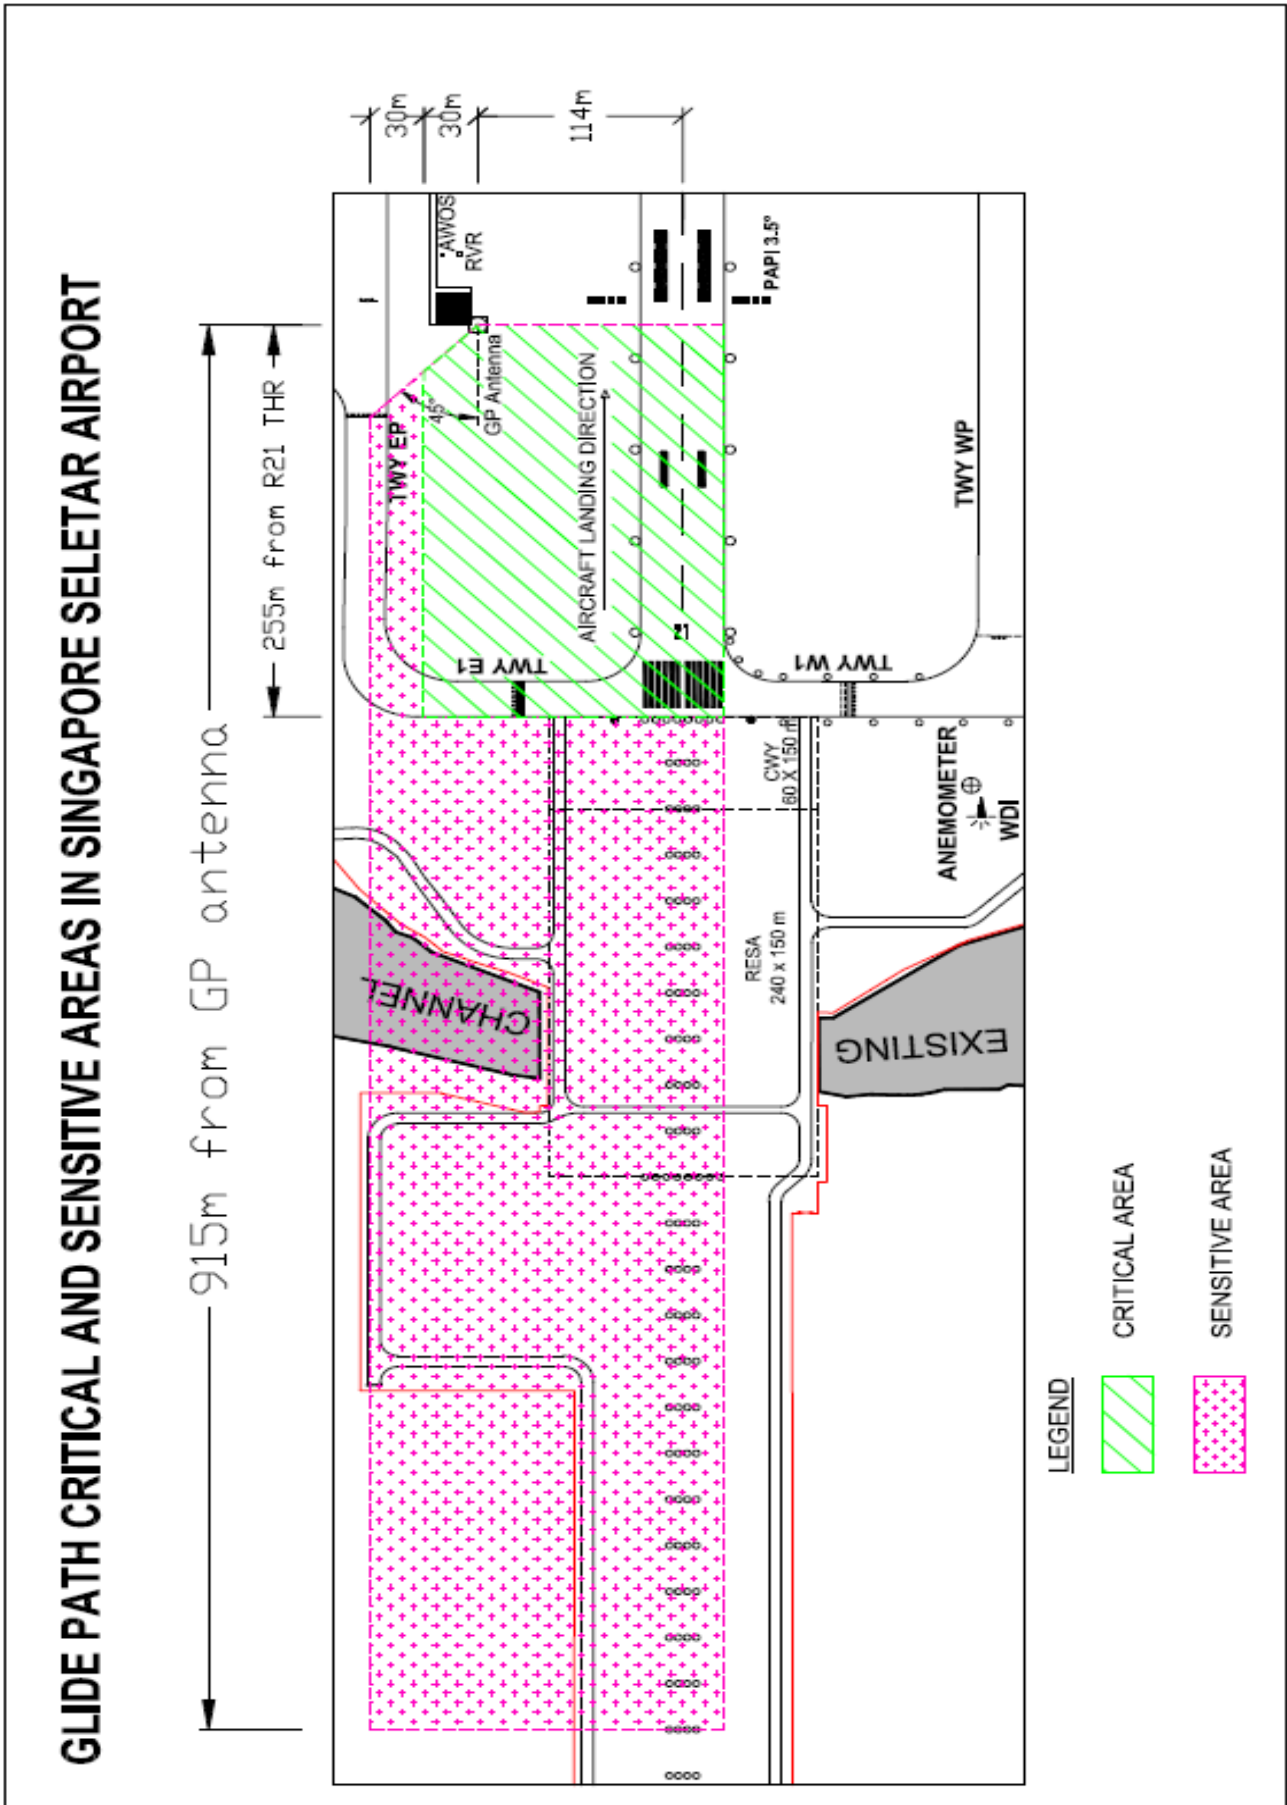 GLIDE PATH CRITICAL AND SENSITIVE AREAS IN SINGAPORE SELETAR AIRPORT
915m from GP antenna
255m from R21 THR
30m
30m
114m
AWOS
RVR
GP Antenna
45°
TWY EP
AIRCRAFT LANDING DIRECTION
PAPI 3.5°
TWY E1
21
TWY W1
TWY WP
CWY
60 X 150 m
ANEMOMETER
WDI
RESA
240 x 150 m
CHANNEL
EXISTING
LEGEND
CRITICAL AREA
SENSITIVE AREA